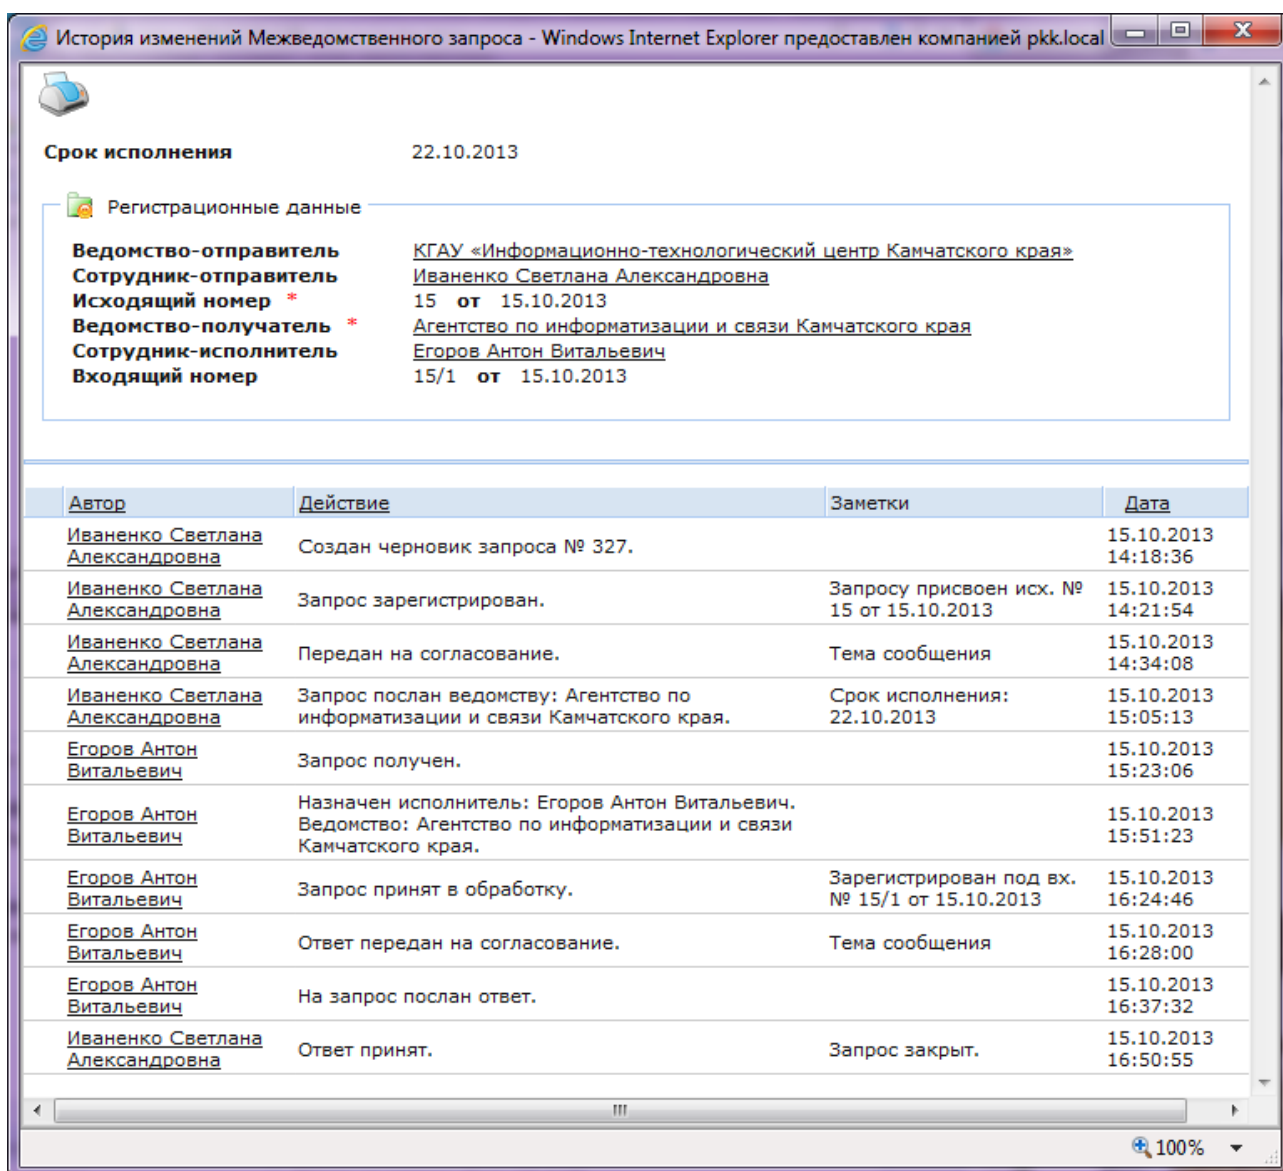 История изменений Межведомственного запроса - Windows Internet Explorer предоставлен компанией pkk.local
Срок исполнения 22.10.2013
Регистрационные данные
Ведомство-отправитель КГАУ «Информационно-технологический центр Камчатского края»
Сотрудник-отправитель Иваненко Светлана Александровна
Исходящий номер * 15 от 15.10.2013
Ведомство-получатель * Агентство по информатизации и связи Камчатского края
Сотрудник-исполнитель Егоров Антон Витальевич
Входящий номер 15/1 от 15.10.2013
Автор Действие Заметки Дата
Иваненко Светлана
Александровна
Создан черновик запроса № 327.
15.10.2013
14:18:36
Иваненко Светлана
Александровна
Запрос зарегистрирован.
Запросу присвоен исх. №
15 от 15.10.2013
15.10.2013
14:21:54
Иваненко Светлана
Александровна
Передан на согласование.
Тема сообщения
15.10.2013
14:34:08
Иваненко Светлана
Александровна
Запрос послан ведомству: Агентство по
информатизации и связи Камчатского края.
Срок исполнения:
22.10.2013
15.10.2013
15:05:13
Егоров Антон
Витальевич
Запрос получен.
15.10.2013
15:23:06
Егоров Антон
Витальевич
Назначен исполнитель: Егоров Антон Витальевич.
Ведомство: Агентство по информатизации и связи
Камчатского края.
15.10.2013
15:51:23
Егоров Антон
Витальевич
Запрос принят в обработку.
Зарегистрирован под вх.
№ 15/1 от 15.10.2013
15.10.2013
16:24:46
Егоров Антон
Витальевич
Ответ передан на согласование.
Тема сообщения
15.10.2013
16:28:00
Егоров Антон
Витальевич
На запрос послан ответ.
15.10.2013
16:37:32
Иваненко Светлана
Александровна
Ответ принят.
Запрос закрыт.
15.10.2013
16:50:55
100%